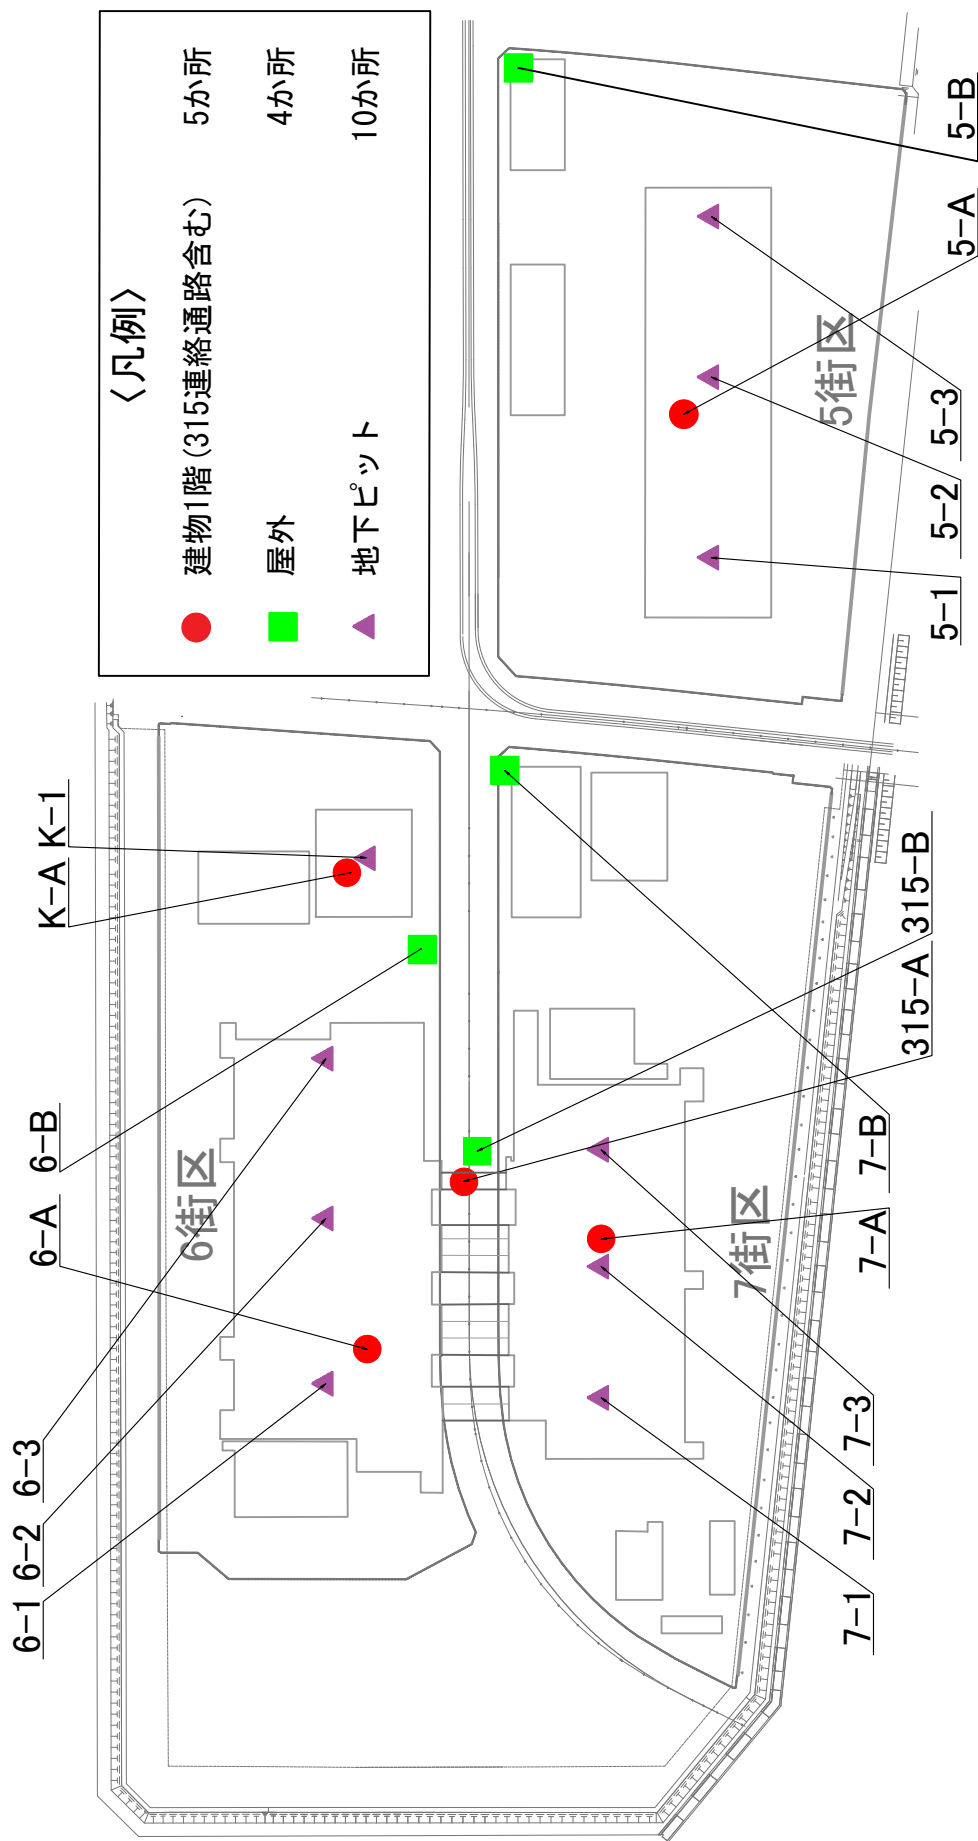 〈凡例〉
建物1階(315連絡通路含む) 5か所
屋外 4か所
地下ピット 10か所
6-1
6-2
6-3
6-A
6-B
K-A
K-1
6街区
7街区
5街区
7-1
7-2
7-3
7-A
7-B
315-A
315-B
5-1
5-2
5-3
5-A
5-B